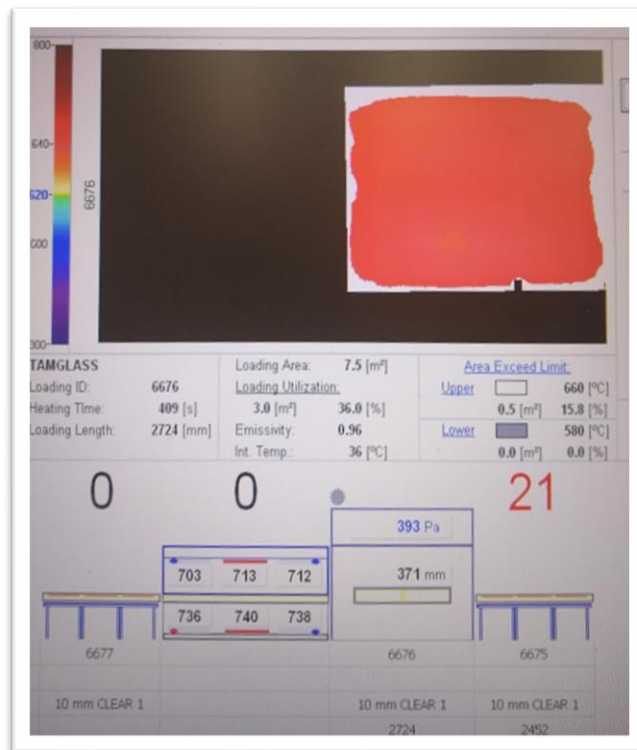 800-
640-
620-
600
300-
6676
TAMGLASS
Loading ID: 6676
Heating Time: 409 [s]
Loading Length: 2724 [mm]
Loading Area: 7.5 [m²]
Loading Utilization:
3.0 [m²] 36.0 [%]
Emissivity: 0.96
Int. Temp.: 36 [ºC]
Area Exceed Limit:
Upper 660 [ºC]
0.5 [m²] 15.8 [%]
Lower 580 [ºC]
0.0 [m²] 0.0 [%]
0 0 21
393 Pa
703 713 712
371 mm
736 740 738
6677 6676 6675
10 mm CLEAR 1 10 mm CLEAR 1 10 mm CLEAR 1
2724 2452